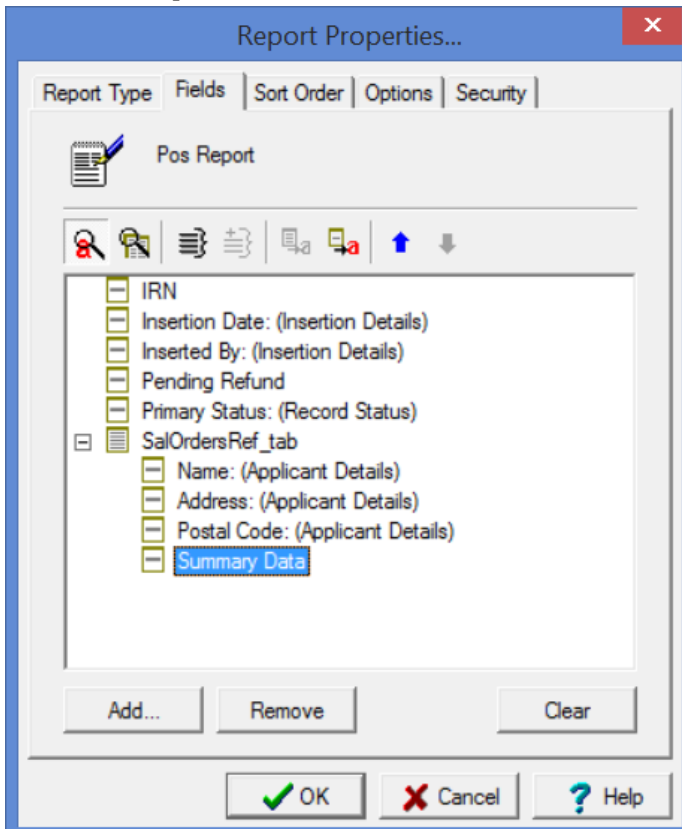 Report Properties...
Report Type Fields Sort Order Options Security
Pos Report
IRN
Insertion Date: (Insertion Details)
Inserted By: (Insertion Details)
Pending Refund
Primary Status: (Record Status)
SalOrdersRef_tab
Name: (Applicant Details)
Address: (Applicant Details)
Postal Code: (Applicant Details)
Summary Data
Add... Remove Clear
OK Cancel ? Help